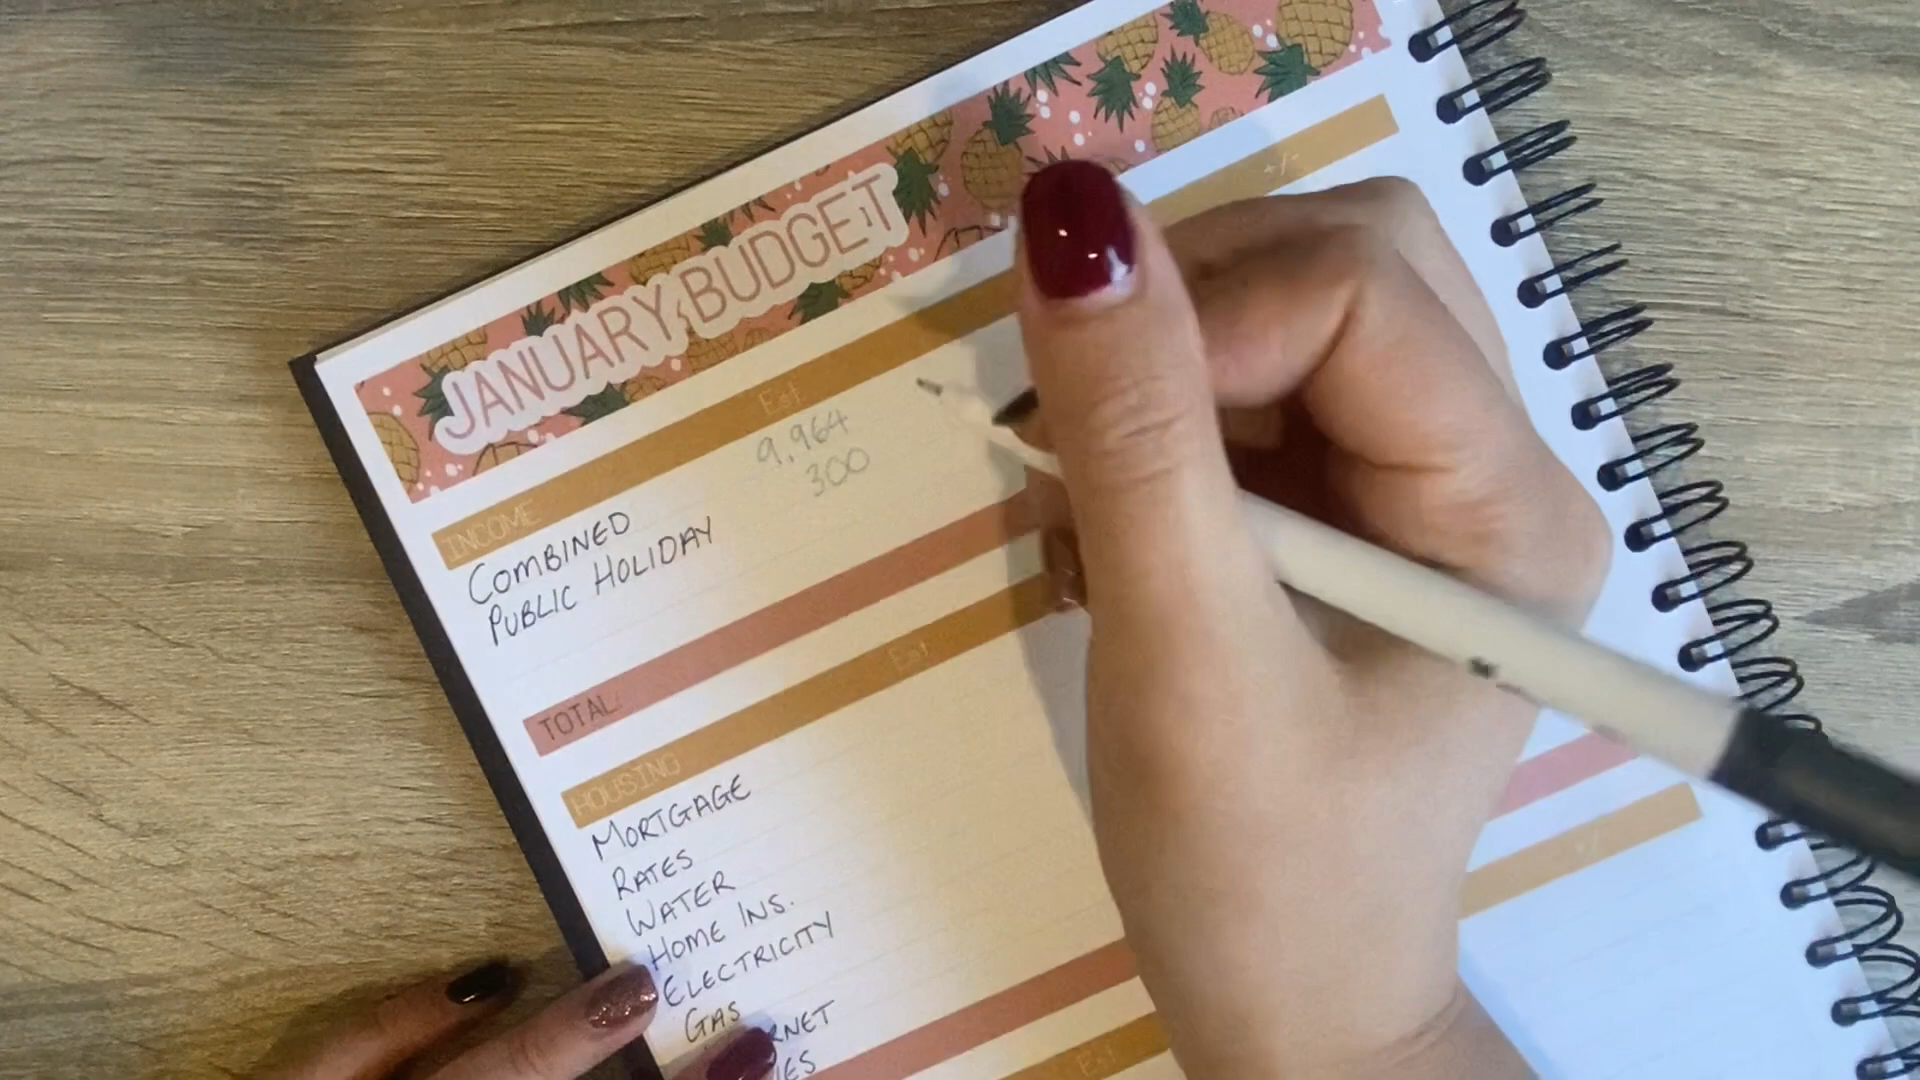 JANUARY BUDGET
INCOME Est +/-
COMBINED 9,964
PUBLIC HOLIDAY 300
TOTAL
HOUSING Est
MORTGAGE
RATES
WATER
HOME INS.
ELECTRICITY
GAS
Est